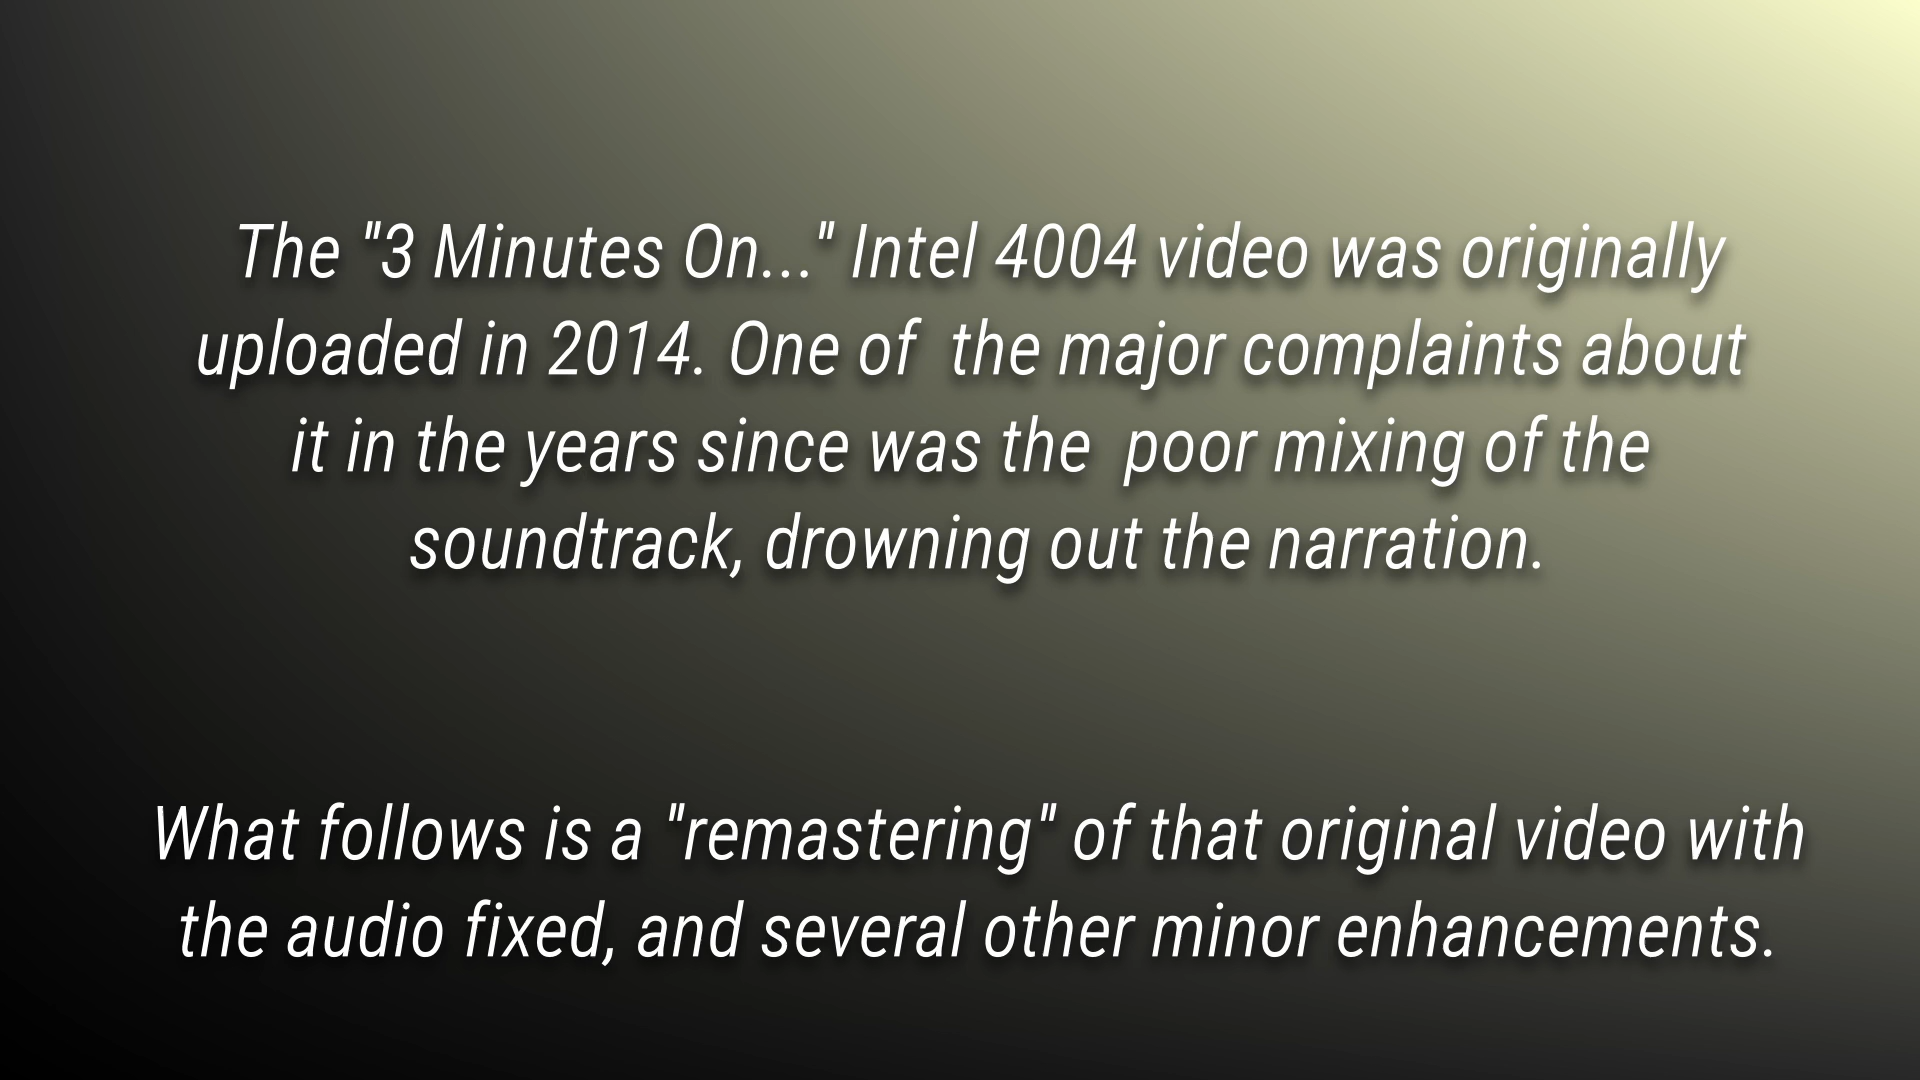 The "3 Minutes On..." Intel 4004 video was originally
uploaded in 2014. One of  the major complaints about
it in the years since was the  poor mixing of the
soundtrack, drowning out the narration.
What follows is a "remastering" of that original video with
the audio fixed, and several other minor enhancements.